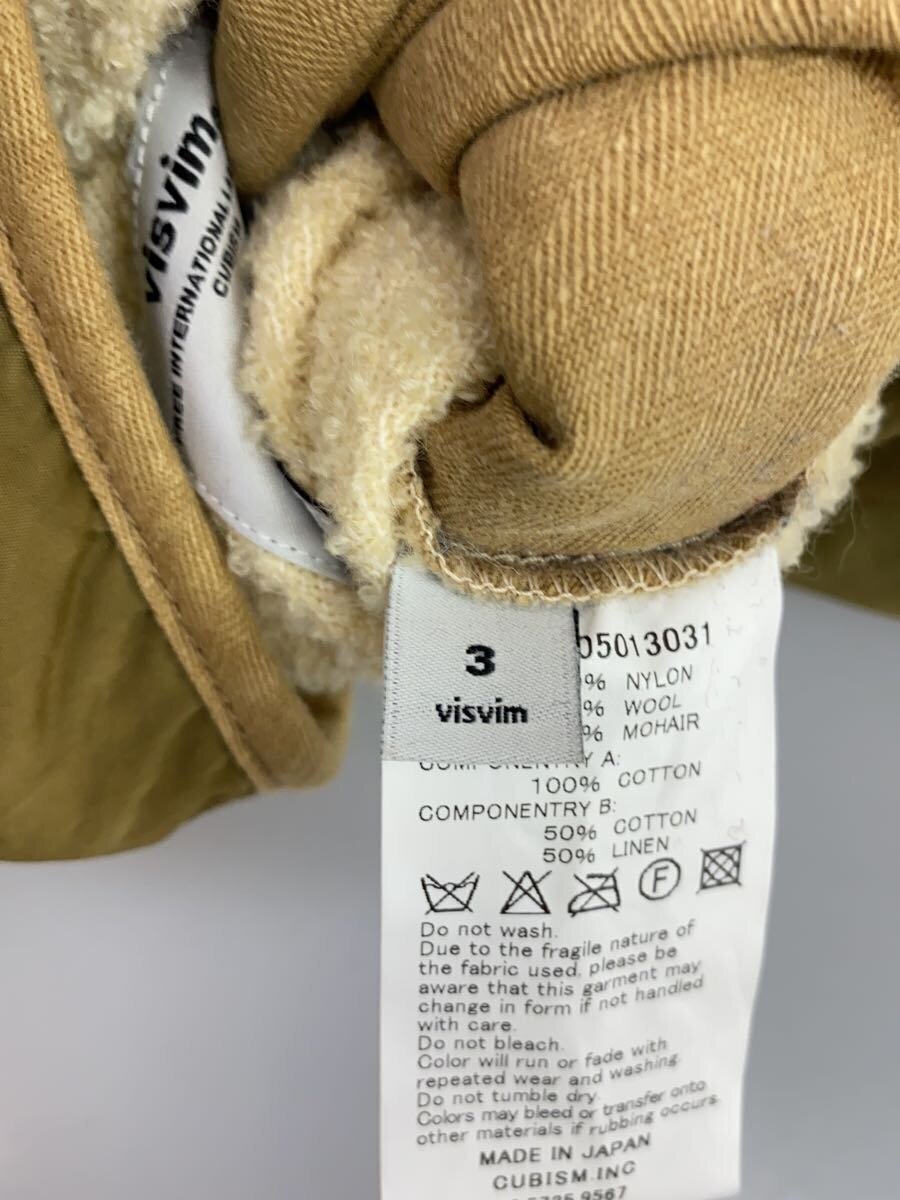 visvim
FREE INTERNATIONAL
CUBISM
3
visvim
5013031
% NYLON
% WOOL
% MOHAIR
A:
100% COTTON
COMPONENTRY B:
50% COTTON
50% LINEN
F
Do not wash.
Due to the fragile nature of
the fabric used, please be
aware that this garment may
change in form if not handled
with care.
Do not bleach.
Color will run or fade with
repeated wear and washing.
Do not tumble dry.
Colors may bleed or transfer onto
other materials if rubbing occurs.
MADE IN JAPAN
CUBISM.INC
9567